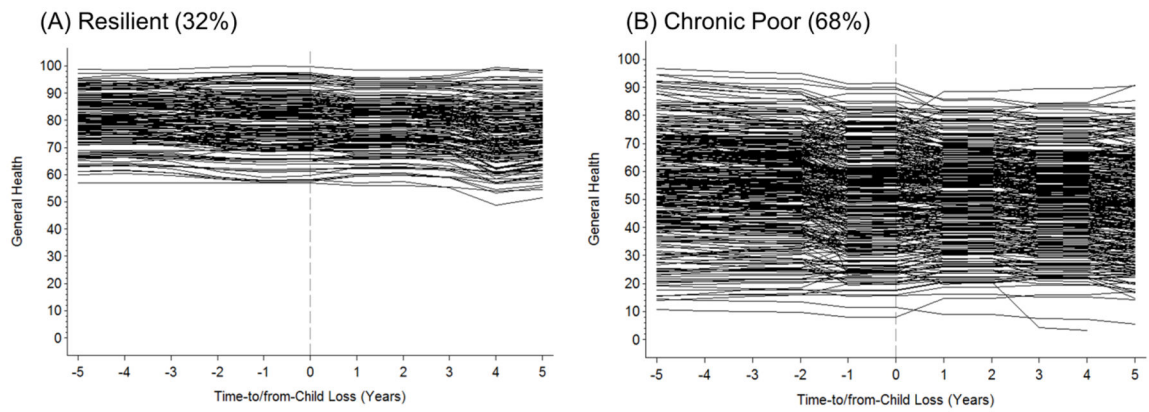 (A) Resilient (32%)
General Health
100
90
80
70
60
50
40
30
20
10
0
-5 -4 -3 -2 -1 0 1 2 3 4 5
Time-to/from-Child Loss (Years)
(B) Chronic Poor (68%)
General Health
100
90
80
70
60
50
40
30
20
10
0
-5 -4 -3 -2 -1 0 1 2 3 4 5
Time-to/from-Child Loss (Years)